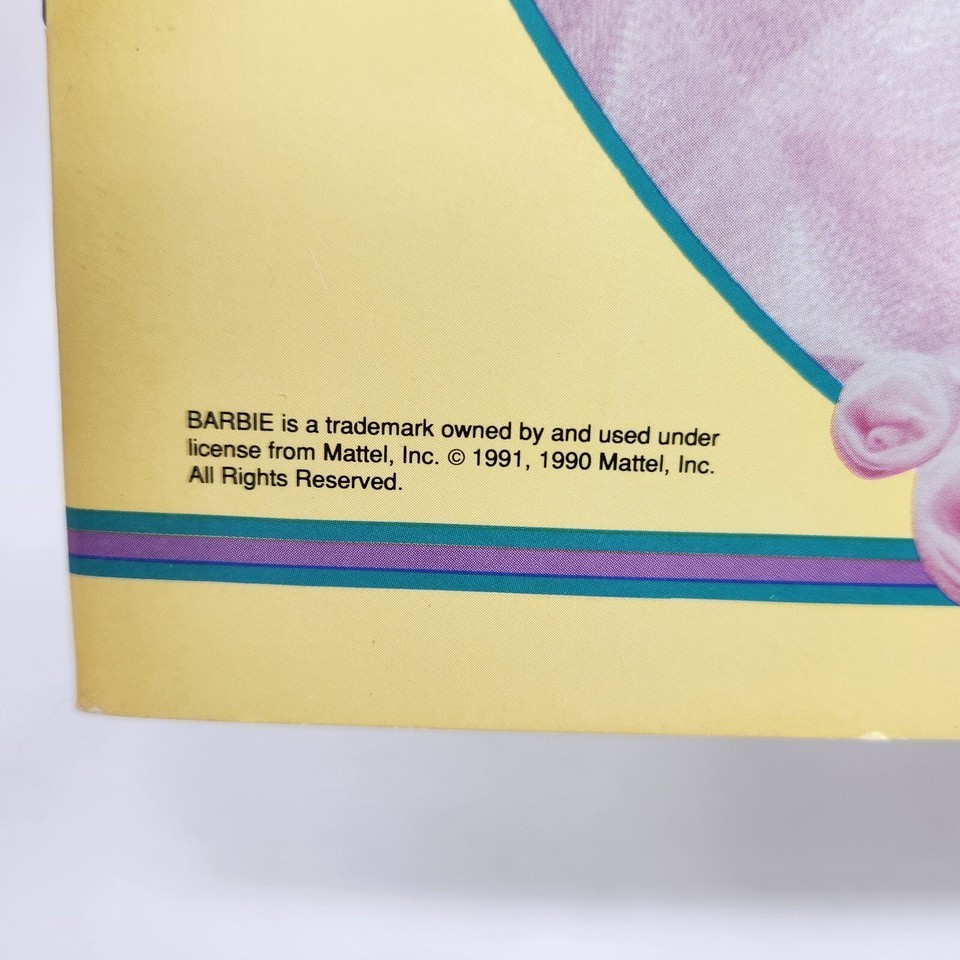 BARBIE is a trademark owned by and used under
license from Mattel, Inc. © 1991, 1990 Mattel, Inc.
All Rights Reserved.